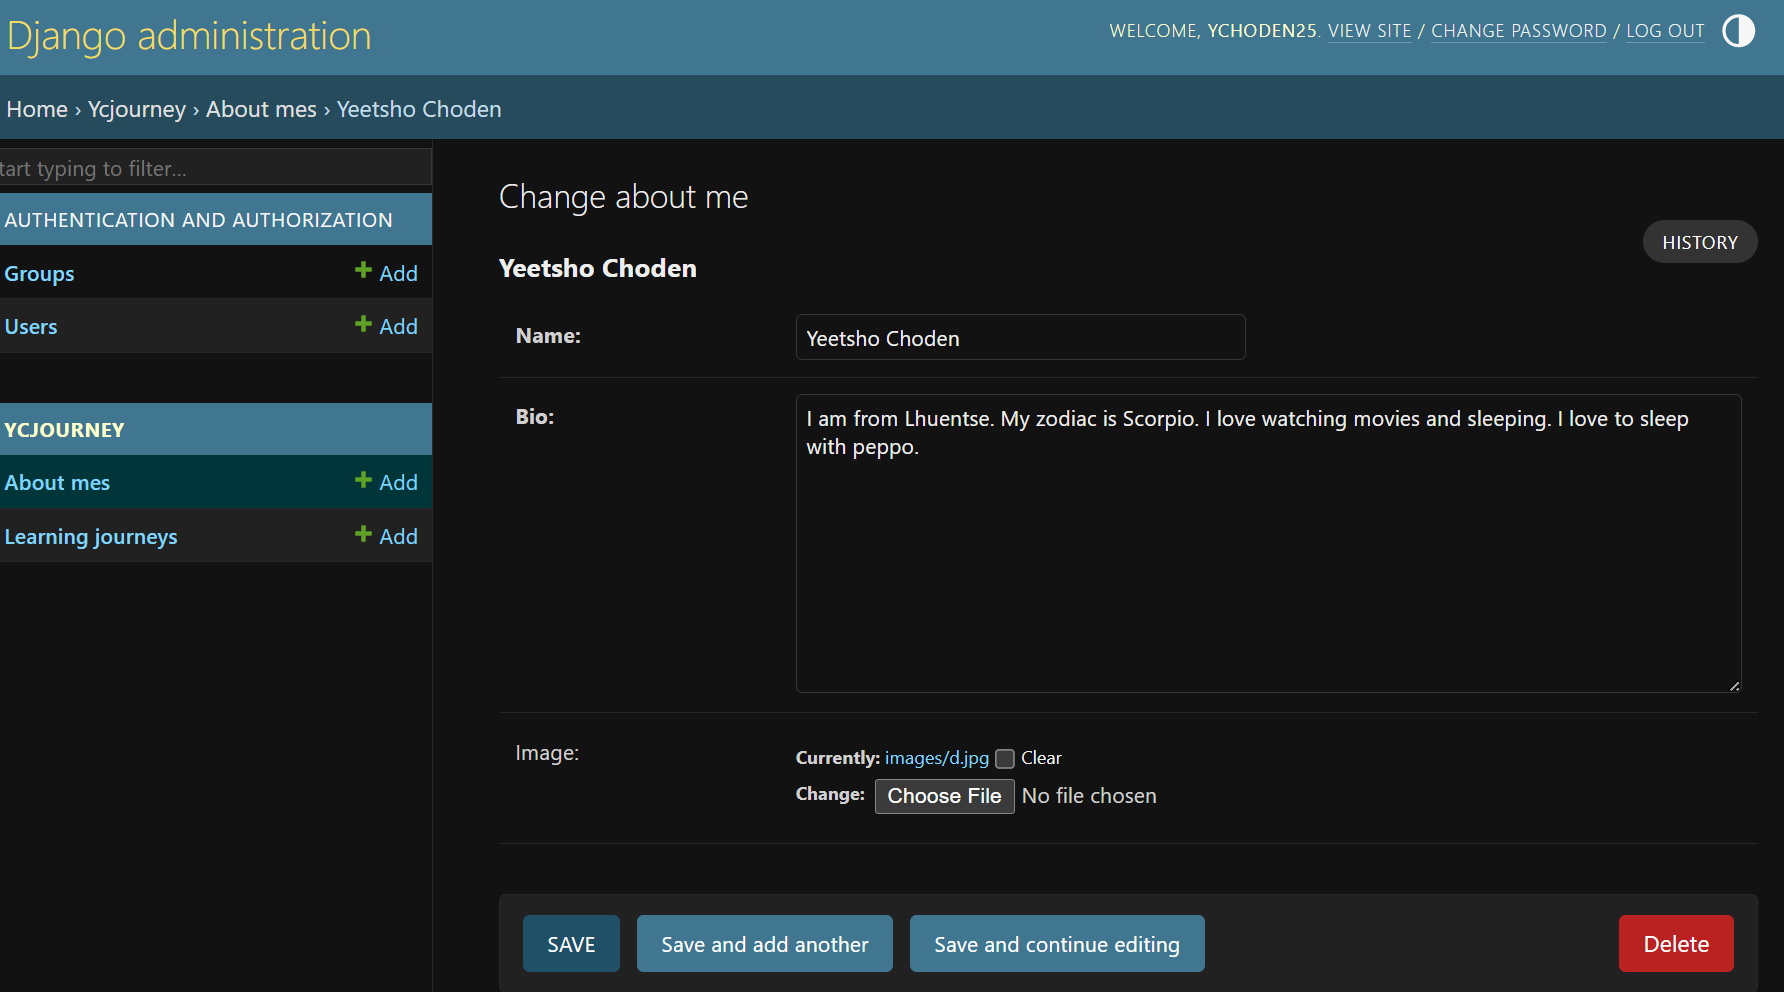 Django administration
WELCOME, YCHODEN25. VIEW SITE / CHANGE PASSWORD / LOG OUT
Home › Ycjourney › About mes › Yeetsho Choden
tart typing to filter...
AUTHENTICATION AND AUTHORIZATION
Groups
Add
Users
Add
YCJOURNEY
About mes
Add
Learning journeys
Add
Change about me
HISTORY
Yeetsho Choden
Name:
Yeetsho Choden
Bio:
I am from Lhuentse. My zodiac is Scorpio. I love watching movies and sleeping. I love to sleep
with peppo.
Image:
Currently: images/d.jpg Clear
Change: Choose File No file chosen
SAVE
Save and add another
Save and continue editing
Delete